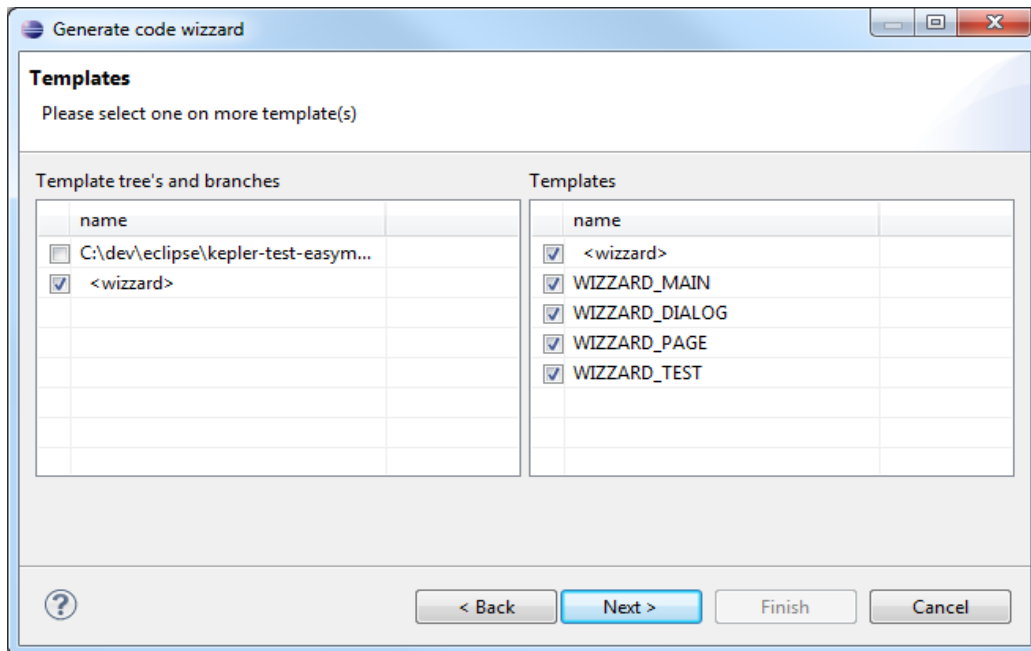 Generate code wizzard
Templates
Please select one on more template(s)
Template tree's and branches
name
C:\dev\eclipse\kepler-test-easym...
<wizzard>
Templates
name
<wizzard>
WIZZARD_MAIN
WIZZARD_DIALOG
WIZZARD_PAGE
WIZZARD_TEST
?
< Back
Next >
Finish
Cancel